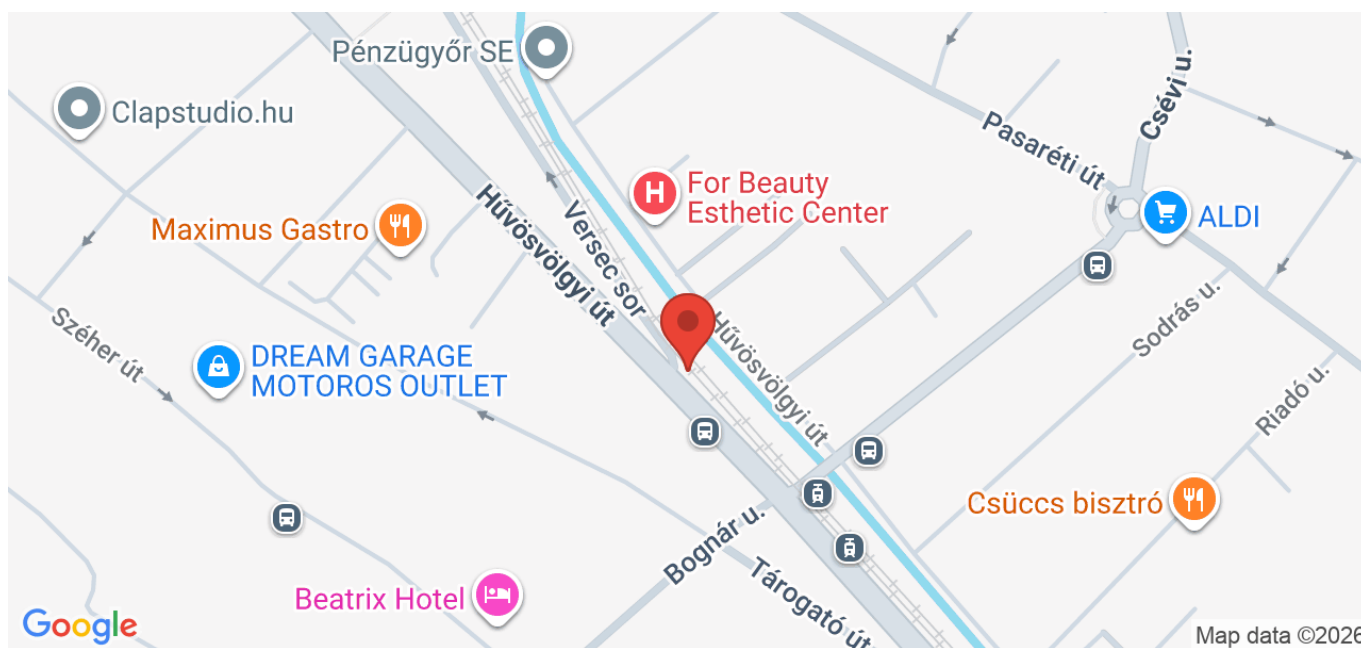 Pénzügyőr SE
Csévi u.
Clapstudio.hu
Pasaréti út
For Beauty
Esthetic Center
Maximus Gastro
Hűvösvölgyi út
Versec sor
ALDI
Széher út
DREAM GARAGE
MOTOROS OUTLET
Hűvösvölgyi út
Sodrás u.
Riadó u.
Csüccs bisztró
Bognár u.
Tárogató út
Beatrix Hotel
Google
Map data ©2026